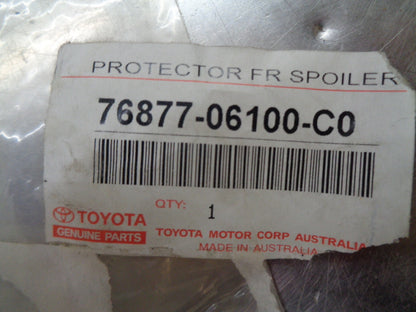 PROTECTOR FR SPOILER
76877-06100-C0
QTY: 1
TOYOTA
GENUINE PARTS
TOYOTA MOTOR CORP AUSTRALIA
MADE IN AUSTRALIA